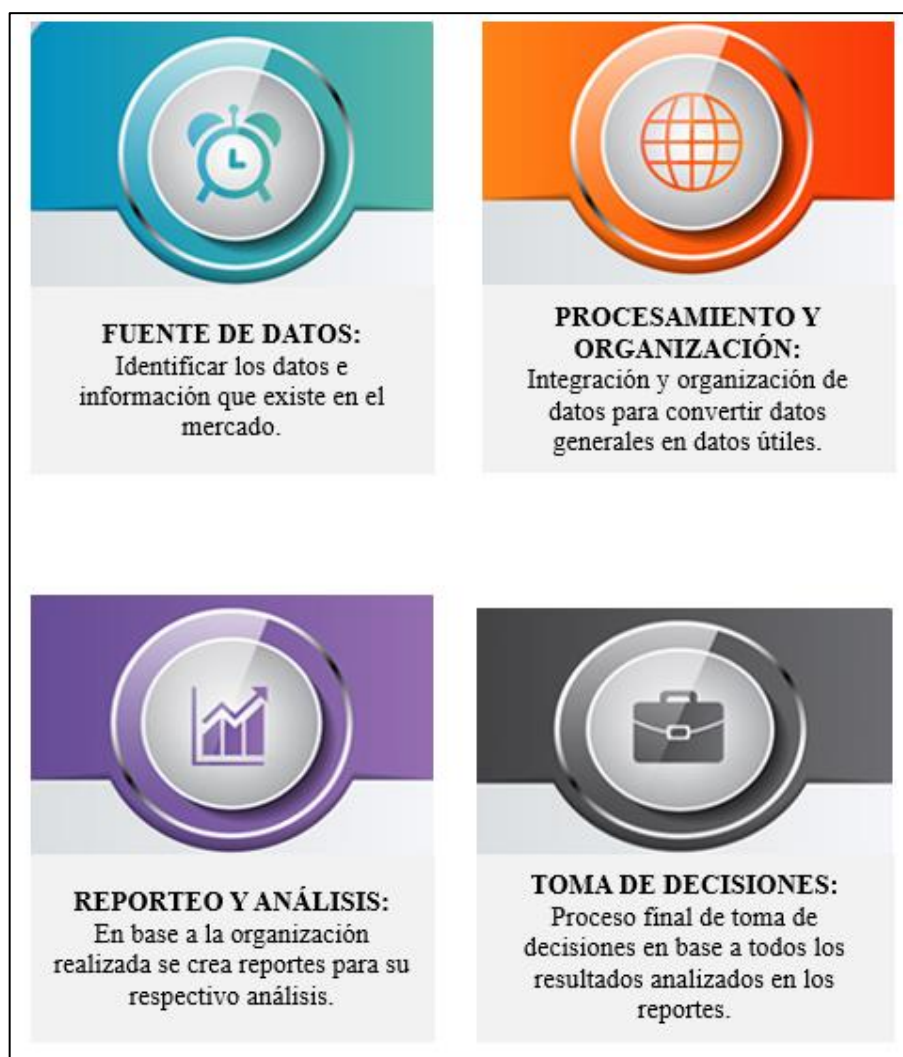 FUENTE DE DATOS:
Identificar los datos e
información que existe en el
mercado.
PROCESAMIENTO Y
ORGANIZACIÓN:
Integración y organización de
datos para convertir datos
generales en datos útiles.
REPORTEO Y ANÁLISIS:
En base a la organización
realizada se crea reportes para su
respectivo análisis.
TOMA DE DECISIONES:
Proceso final de toma de
decisiones en base a todos los
resultados analizados en los
reportes.